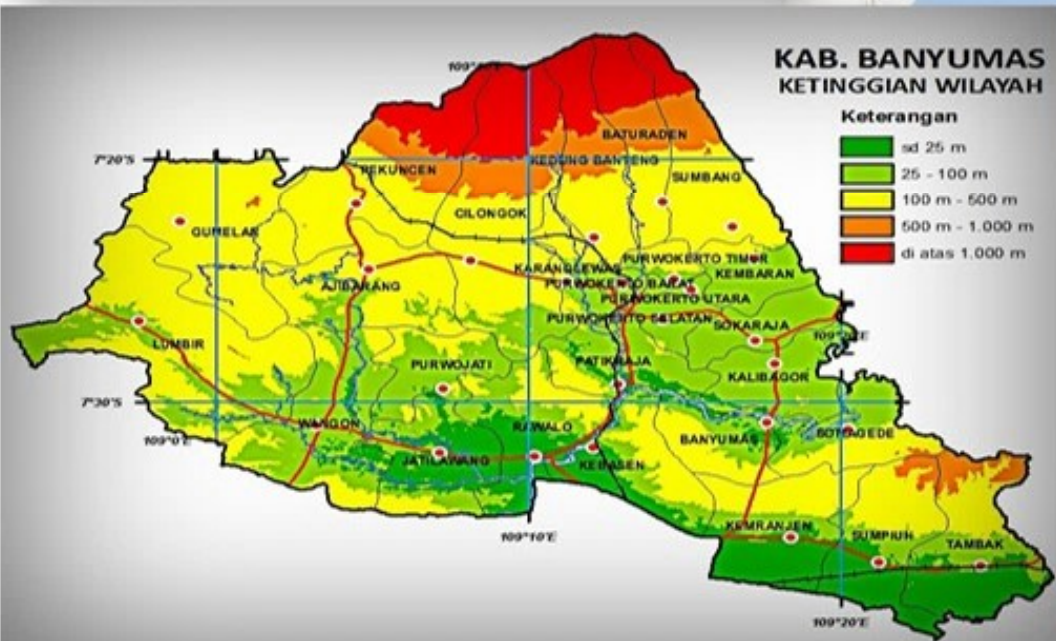 KAB. BANYUMAS
KETINGGIAN WILAYAH
Keterangan
sd 25 m
25 - 100 m
100 m - 500 m
500 m - 1.000 m
di atas 1.000 m
7°20'S
BATURADEN
KEDUNG BANTENG
PEKUNCEN
SUMBANG
CILONGOK
GUMELAR
PURWOKERTO TIMUR
KARANGLEWAS
KEMBARAN
AJIBARANG
PURWOKERTO BARAT
PURWOKERTO UTARA
PURWOKERTO SELATAN
SOKARAJA
109°20'E
LUMBIR
PURWOJATI
PATIKRAJA
KALIBAGOR
7°30'S
WANGON
RAWALO
109°0'E
BANYUMAS
SOMAGEDE
JATILAWANG
KEBASEN
KEMRANJEN
109°10'E
SUMPIUH
TAMBAK
109°20'E